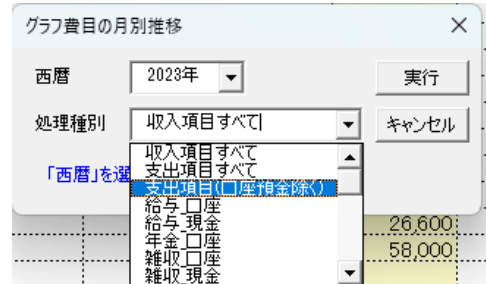 グラフ費目の月別推移
西暦 2023年 実行
処理種別 収入項目すべて キャンセル
収入項目すべて
「西暦」を選
支出項目すべて
支出項目(口座預金除く)
給与_口座
給与_現金
26,600
年金_口座
58,000
雑収_口座
雑収_現金